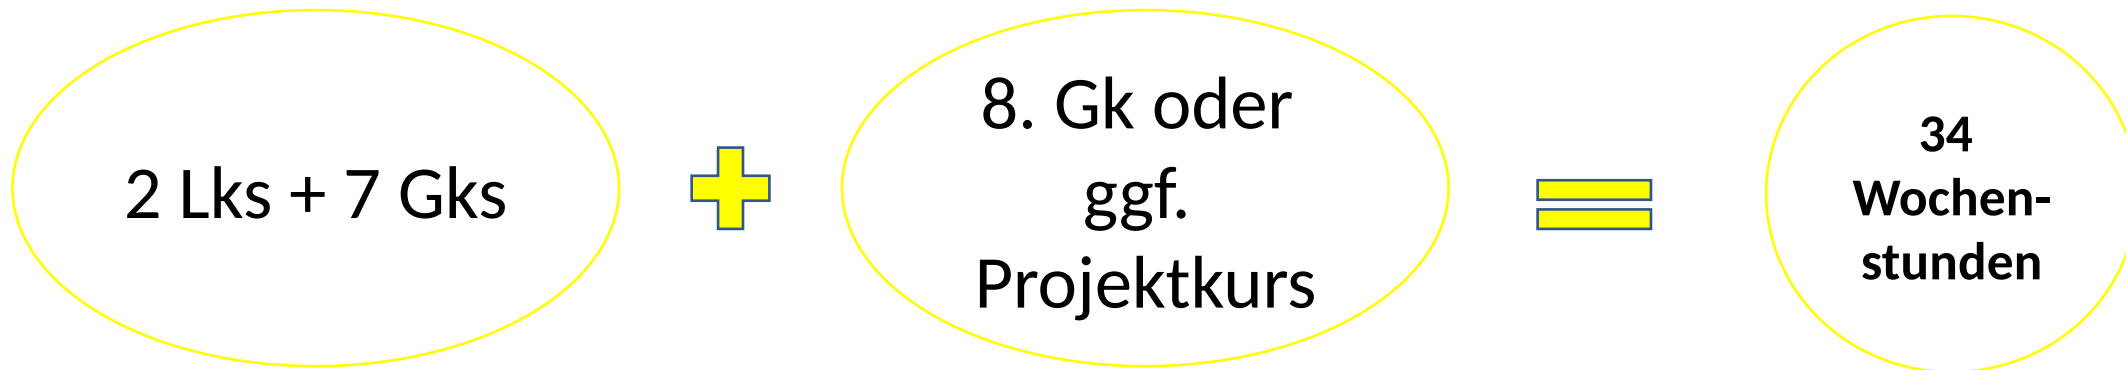 2 Lks + 7 Gks
8. Gk oder
ggf.
Projektkurs
34
Wochen-
stunden